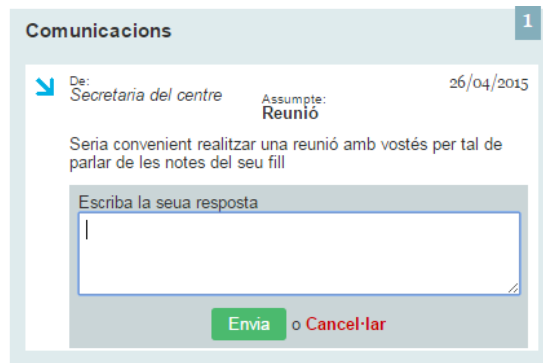 Comunicacions
1
De:
Secretaria del centre
Assumpte:
Reunió
26/04/2015
Seria convenient realitzar una reunió amb vostés per tal de
parlar de les notes del seu fill
Escriba la seua resposta
Envia o Cancel·lar